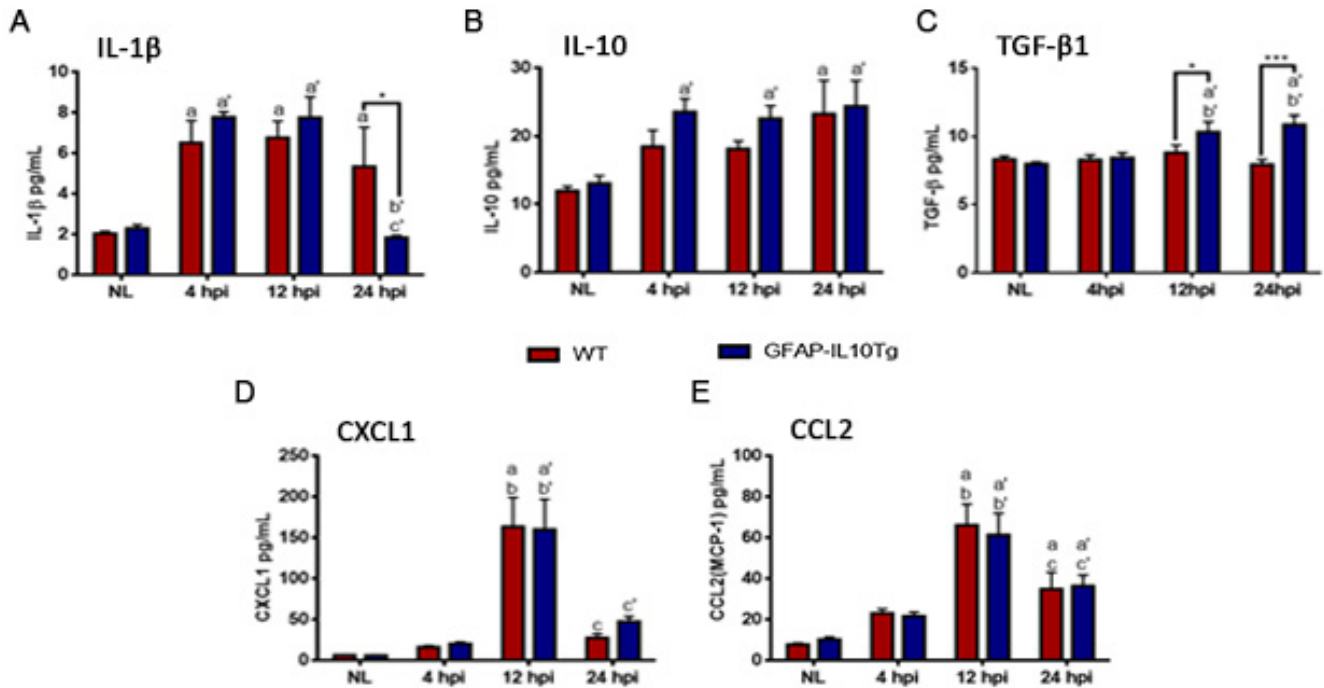 A
IL-1β
IL-1β pg/mL
10
8
6
4
2
0
a
a*
a
a*
a
*
b*
c*
NL
4 hpi
12 hpi
24 hpi
B
IL-10
IL-10 pg/mL
30
20
10
0
a*
a*
a
a*
NL
4 hpi
12 hpi
24 hpi
C
TGF-β1
TGF-β pg/mL
15
10
5
0
*
a*
b*
***
a*
b*
NL
4hpi
12hpi
24hpi
WT
GFAP-IL10Tg
D
CXCL1
CXCL1 pg/mL
250
200
150
100
50
0
a
b
a*
b*
c
c*
NL
4 hpi
12 hpi
24 hpi
E
CCL2
CCL2(MCP-1) pg/mL
100
80
60
40
20
0
a
b
a*
b*
a
c
a*
c*
NL
4 hpi
12 hpi
24 hpi